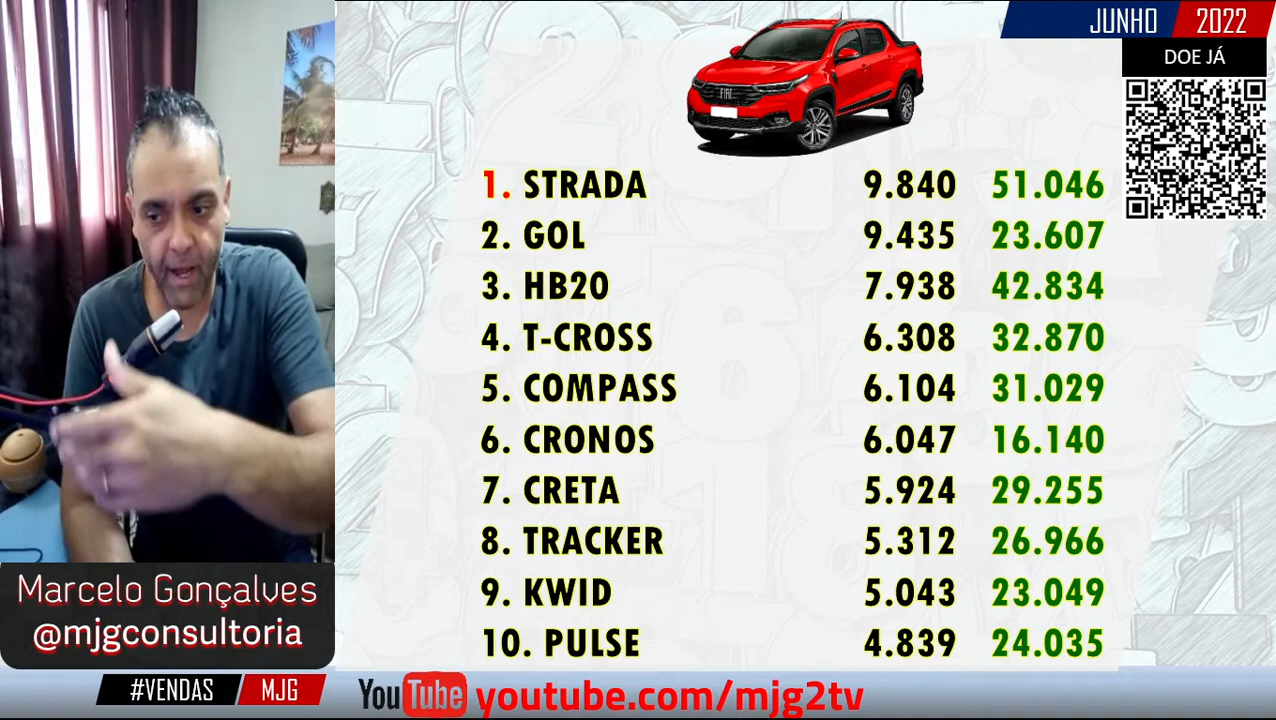 JUNHO 2022
DOE JÁ
FIAT
1. STRADA 9.840 51.046
2. GOL 9.435 23.607
3. HB20 7.938 42.834
4. T-CROSS 6.308 32.870
5. COMPASS 6.104 31.029
6. CRONOS 6.047 16.140
7. CRETA 5.924 29.255
8. TRACKER 5.312 26.966
9. KWID 5.043 23.049
10. PULSE 4.839 24.035
Marcelo Gonçalves
@mjgconsultoria
#VENDAS MJG YouTube youtube.com/mjg2tv